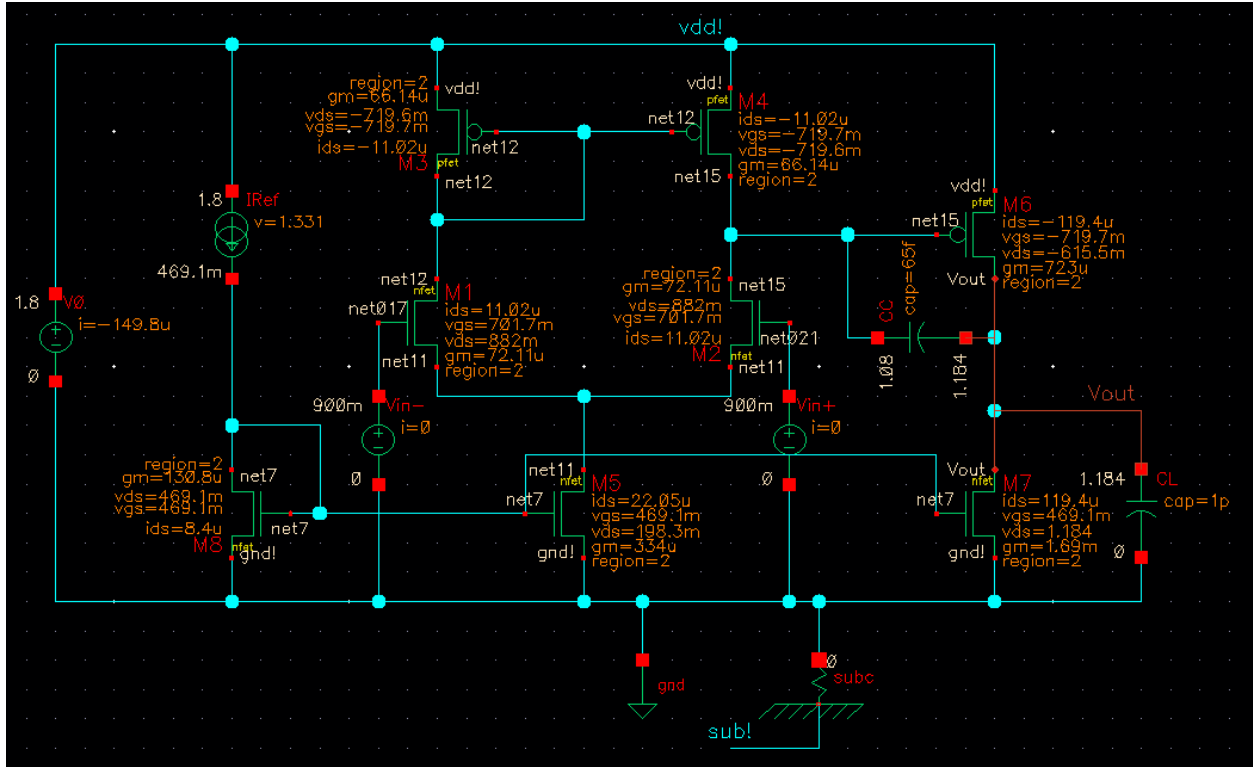 vdd!
region=2
gm=66.14u
vds=-719.6m
vgs=-719.7m
ids=-11.02u
vdd!
M3
pfet
net12
net12
vdd!
pfet
M4
net12
ids=-11.02u
vgs=-719.7m
vds=-719.6m
gm=66.14u
region=2
net15
1.8
IRef
v=1.331
469.1m
vdd!
pfet
M6
net15
ids=-119.4u
vgs=-719.7m
vds=-615.5m
gm=723u
region=2
Vout
1.8
V0
i=-149.8u
0
net12
nfet
M1
net017
ids=11.02u
vgs=701.7m
vds=882m
gm=72.11u
region=2
net11
region=2
gm=72.11u
vds=882m
vgs=701.7m
ids=11.02u
net15
net021
M2
nfet
net11
CC
cap=65f
1.08
1.184
900m
Vin-
i=0
0
900m
Vin+
i=0
0
Vout
region=2
gm=130.8u
vds=469.1m
vgs=469.1m
ids=8.4u
net7
net7
M8
nfet
gnd!
net11
nfet
M5
net7
ids=22.05u
vgs=469.1m
vds=198.3m
gm=334u
region=2
gnd!
Vout
nfet
M7
net7
ids=119.4u
vgs=469.1m
vds=1.184
gm=1.69m
region=2
gnd!
1.184
CL
cap=1p
0
gnd
0
subc
sub!